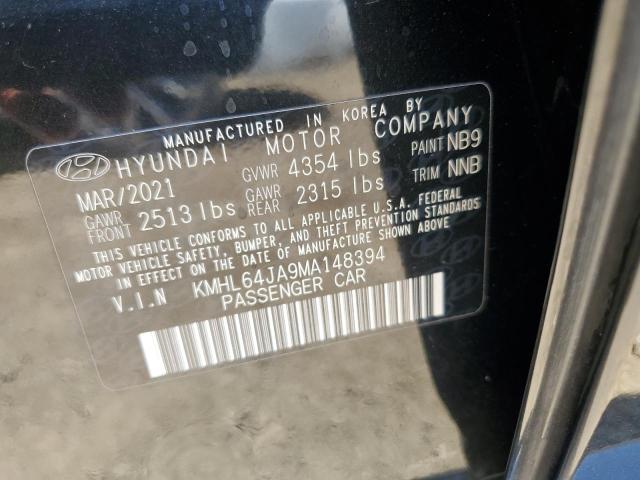 MANUFACTURED IN KOREA BY
HYUNDAI MOTOR COMPANY
MAR/2021 GVWR 4354 lbs PAINT NB9
GAWR FRONT 2513 lbs GAWR REAR 2315 lbs TRIM NNB
THIS VEHICLE CONFORMS TO ALL APPLICABLE U.S.A. FEDERAL
MOTOR VEHICLE SAFETY, BUMPER, AND THEFT PREVENTION STANDARDS
IN EFFECT ON THE DATE OF MANUFACTURE SHOWN ABOVE.
V.I.N KMHL64JA9MA148394
PASSENGER CAR